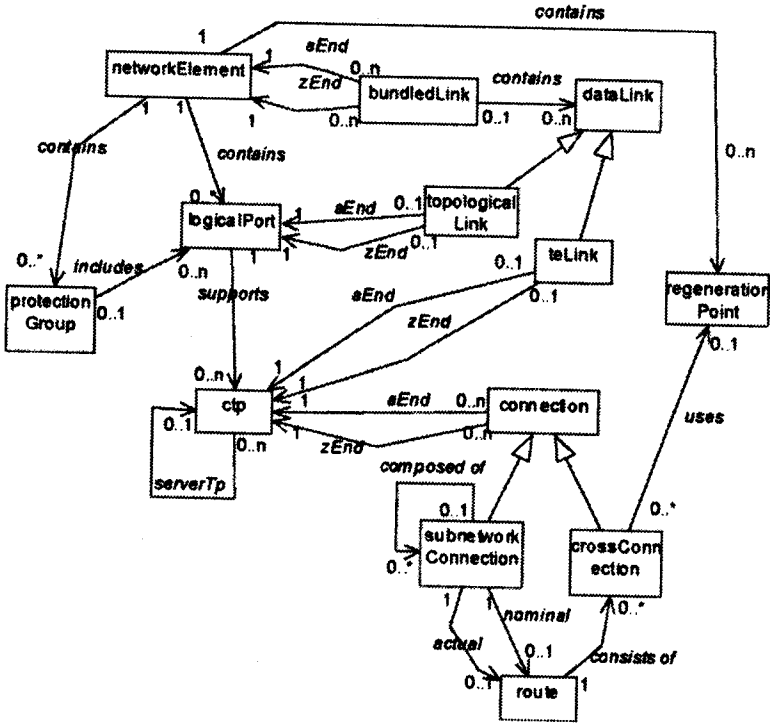 contains
1
aEnd
networkElement
1
0..n
zEnd
bundledLink
contains
dataLink
1
1
1
0..n
0..1
0..n
contains
contains
0..n
0..*
0..1
topological
Link
aEnd
1
logicalPort
0..1
zEnd
1
1
teLink
0..*
includes
0..n
0..1
protection
Group
0..1
supports
aEnd
0..1
regeneration
Point
zEnd
0..1
0..n
1
1
ctp
1
aEnd
0..n
connection
0..1
0..n
1
zEnd
0..n
uses
composed of
serverTp
0..1
0..*
subnetwork
Connection
crossConn
ection
0..*
1
1
nominal
0..*
actual
0..1
consists of
0..1
route
1